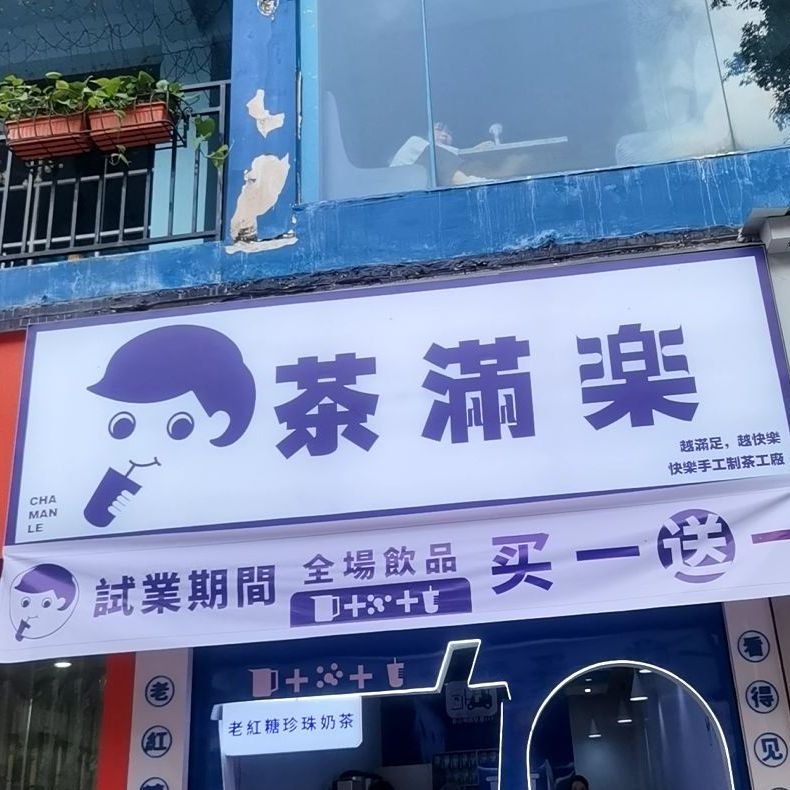 茶滿楽
越滿足，越快樂
快樂手工制茶工廠
CHA
MAN
LE
試業期間
全場飲品
买一送一
老紅糖珍珠奶茶
老
紅
看
得
见